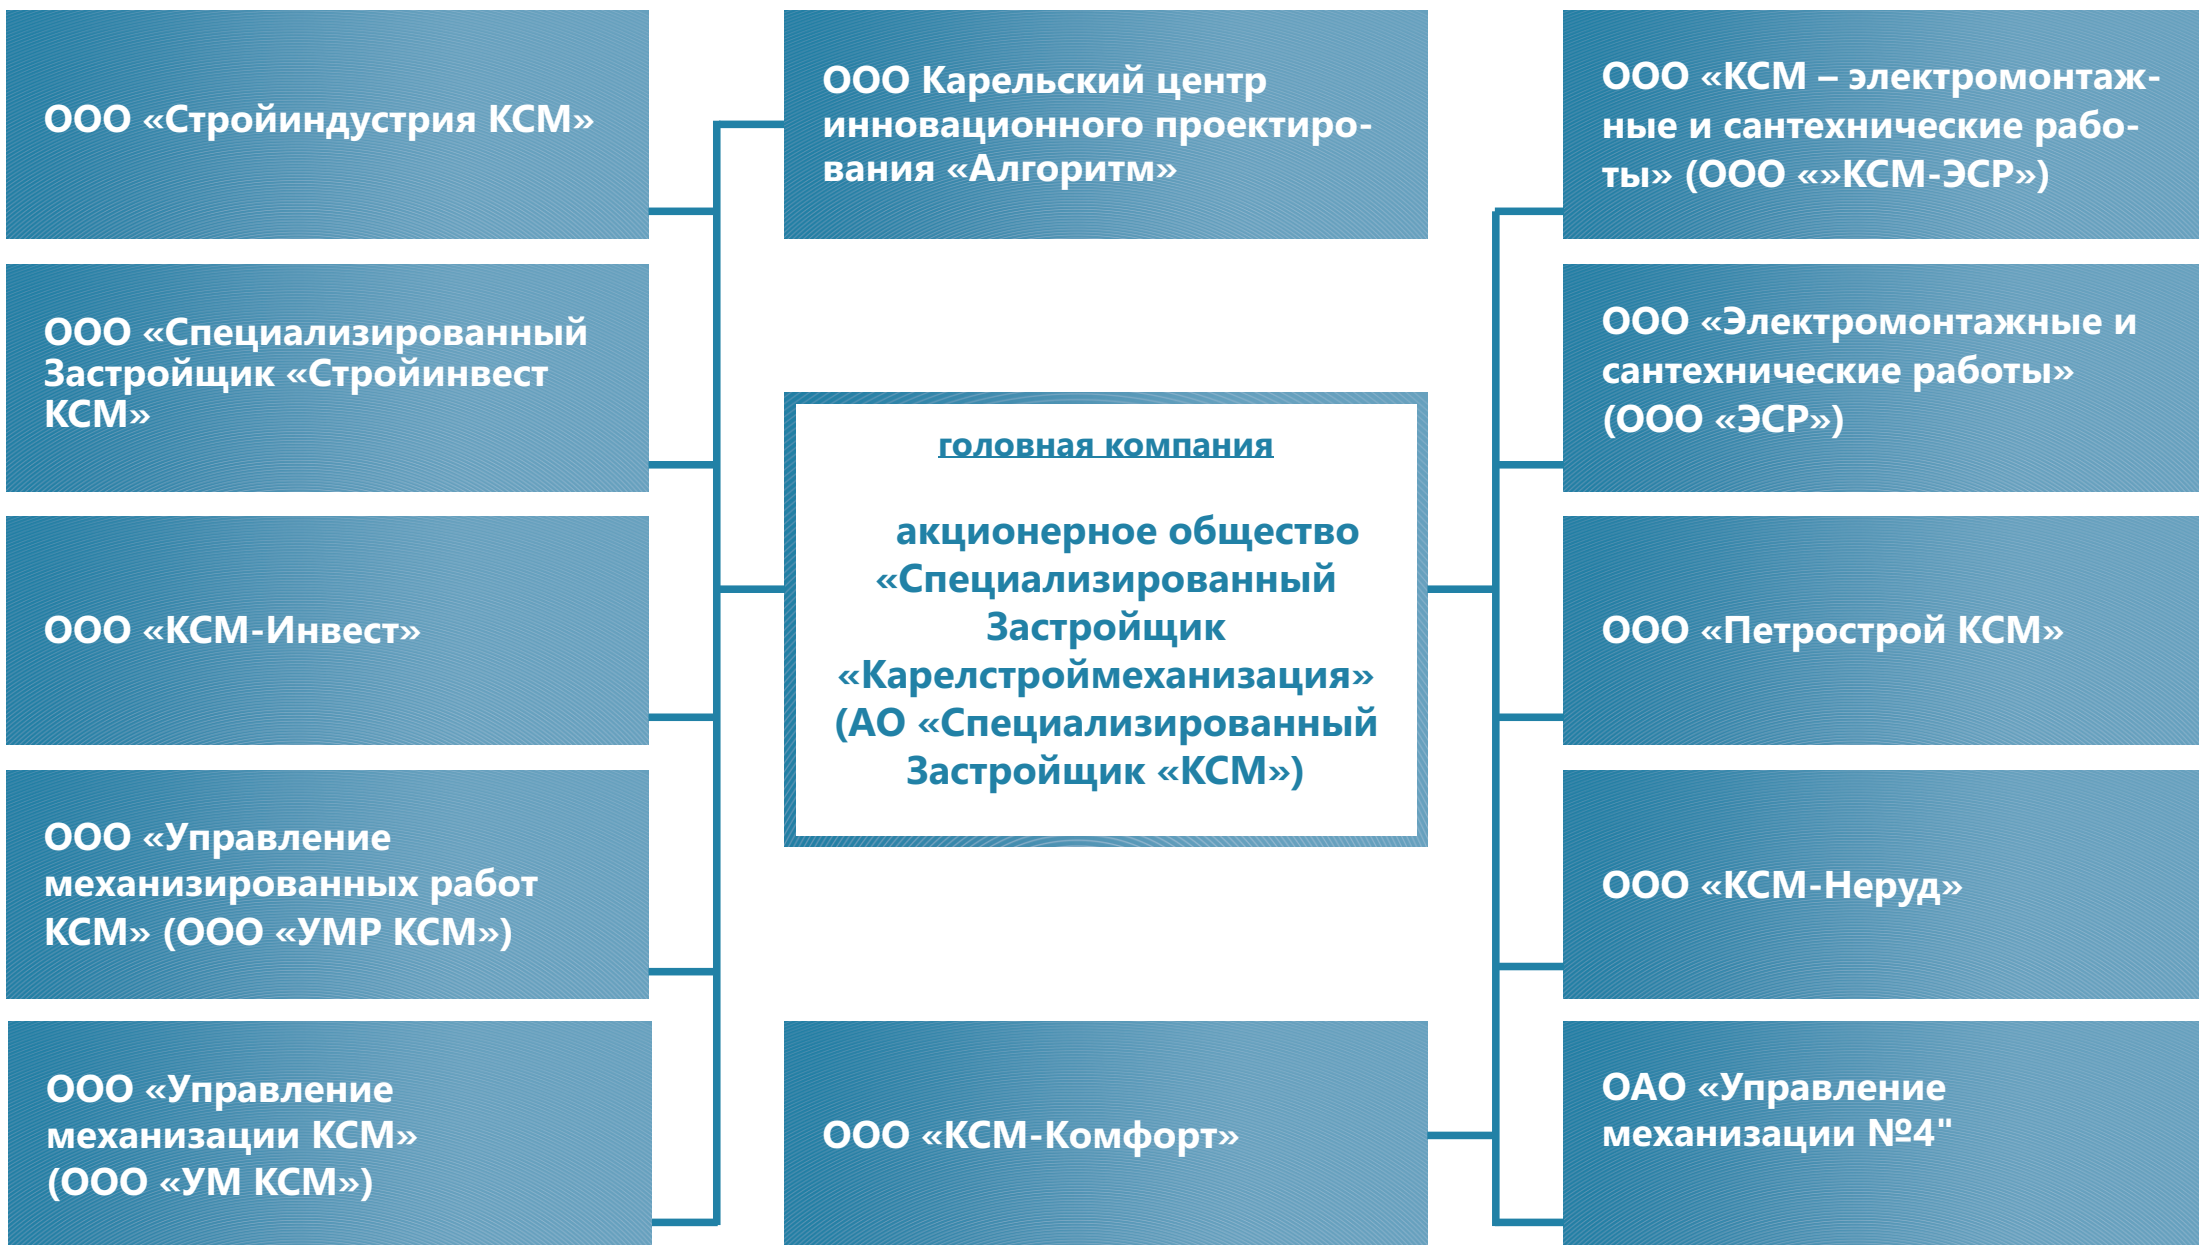 ООО «Стройиндустрия КСМ»
ООО «Специализированный
Застройщик «Стройинвест
КСМ»
ООО «КСМ-Инвест»
ООО «Управление
механизированных работ
КСМ» (ООО «УМР КСМ»)
ООО «Управление
механизации КСМ»
(ООО «УМ КСМ»)
ООО Карельский центр
инновационного проектиро-
вания «Алгоритм»
головная компания
акционерное общество
«Специализированный
Застройщик
«Карелстроймеханизация»
(АО «Специализированный
Застройщик «КСМ»)
ООО «КСМ-Комфорт»
ООО «КСМ – электромонтаж-
ные и сантехнические рабо-
ты» (ООО «»КСМ-ЭСР»)
ООО «Электромонтажные и
сантехнические работы»
(ООО «ЭСР»)
ООО «Петрострой КСМ»
ООО «КСМ-Неруд»
ОАО «Управление
механизации №4"